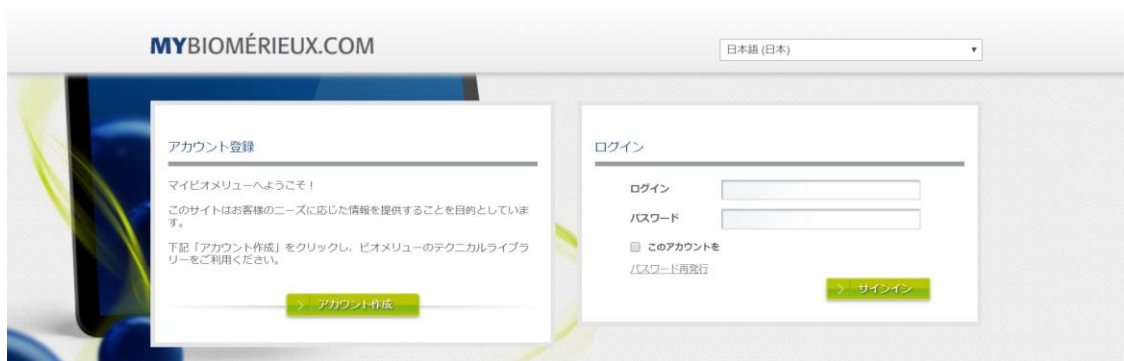 MYBIOMÉRIEUX.COM
日本語 (日本)
アカウント登録
マイビオメリューへようこそ！
このサイトはお客様のニーズに応じた情報を提供することを目的としていま
す。
下記「アカウント作成」をクリックし、ビオメリューのテクニカルライブラ
リーをご利用ください。
アカウント作成
ログイン
ログイン
パスワード
このアカウントを
パスワード再発行
サインイン